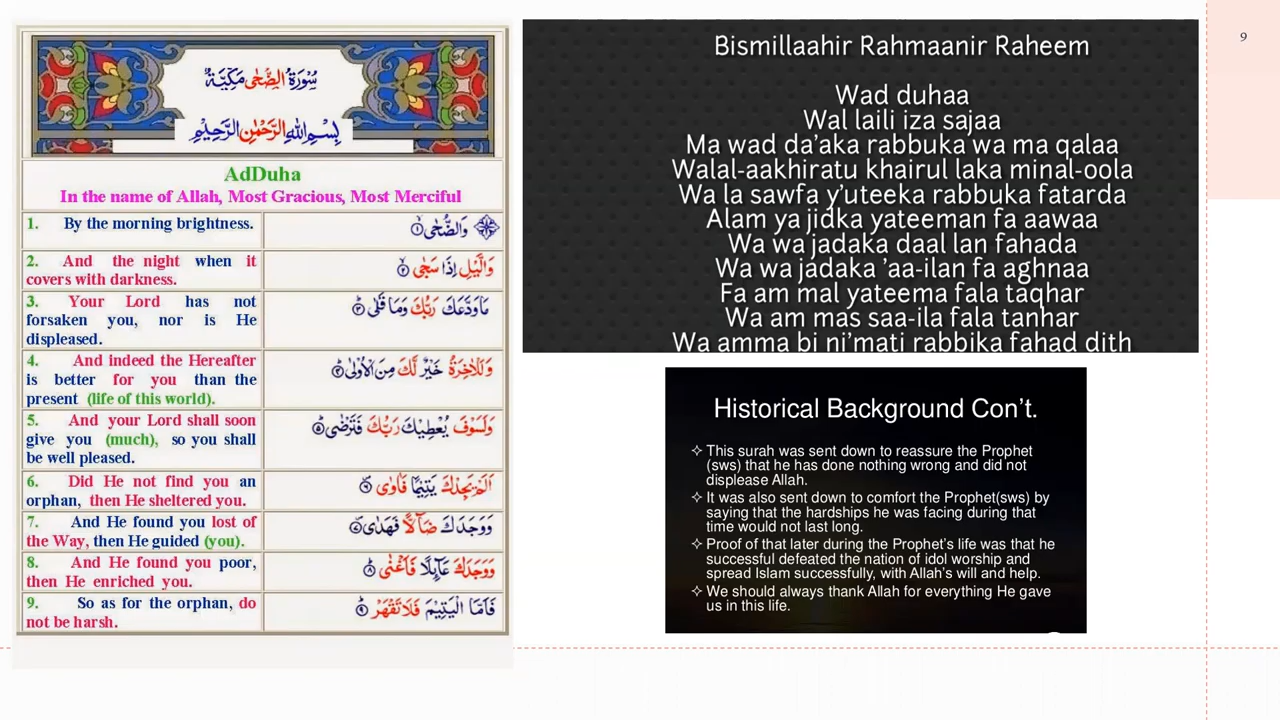 سُوْرَةُ الضُّحٰى مَكِّيَّةٌ
بِسْمِ اللّٰهِ الرَّحْمٰنِ الرَّحِيْمِ
AdDuha
In the name of Allah, Most Gracious, Most Merciful
1. By the morning brightness.
وَالضُّحٰى ۙ‏﴿۱﴾
2. And the night when it
covers with darkness.
وَالَّيْلِ اِذَا سَجٰى ۙ‏﴿۲﴾
3. Your Lord has not
forsaken you, nor is He
displeased.
مَا وَدَّعَكَ رَبُّكَ وَمَا قَلٰى ؕ‏﴿۳﴾
4. And indeed the Hereafter
is better for you than the
present (life of this world).
وَلَلْاٰخِرَةُ خَيْرٌ لَّكَ مِنَ الْاُوْلٰى ؕ‏﴿۴﴾
5. And your Lord shall soon
give you (much), so you shall
be well pleased.
وَلَسَوْفَ يُعْطِيْكَ رَبُّكَ فَتَرْضٰى ؕ‏﴿۵﴾
6. Did He not find you an
orphan, then He sheltered you.
اَلَمْ يَجِدْكَ يَتِيْمًا فَاٰوٰى ۪‏﴿۶﴾
7. And He found you lost of
the Way, then He guided (you).
وَوَجَدَكَ ضَآلًّا فَهَدٰى ۪‏﴿۷﴾
8. And He found you poor,
then He enriched you.
وَوَجَدَكَ عَآئِلًا فَاَغْنٰى ؕ‏﴿۸﴾
9. So as for the orphan, do
not be harsh.
فَاَمَّا الْيَتِيْمَ فَلَا تَقْهَرْ ؕ‏﴿۹﴾
Bismillaahir Rahmaanir Raheem
Wad duhaa
Wal laili iza sajaa
Ma wad da'aka rabbuka wa ma qalaa
Walal-aakhiratu khairul laka minal-oola
Wa la sawfa y'uteeka rabbuka fatarda
Alam ya jidka yateeman fa aawaa
Wa wa jadaka daal lan fahada
Wa wa jadaka 'aa-ilan fa aghnaa
Fa am mal yateema fala taqhar
Wa am mas saa-ila fala tanhar
Wa amma bi ni'mati rabbika fahad dith
Historical Background Con't.
✧ This surah was sent down to reassure the Prophet
(sws) that he has done nothing wrong and did not
displease Allah.
✧ It was also sent down to comfort the Prophet(sws) by
saying that the hardships he was facing during that
time would not last long.
✧ Proof of that later during the Prophet's life was that he
successful defeated the nation of idol worship and
spread Islam successfully, with Allah's will and help.
✧ We should always thank Allah for everything He gave
us in this life.
9